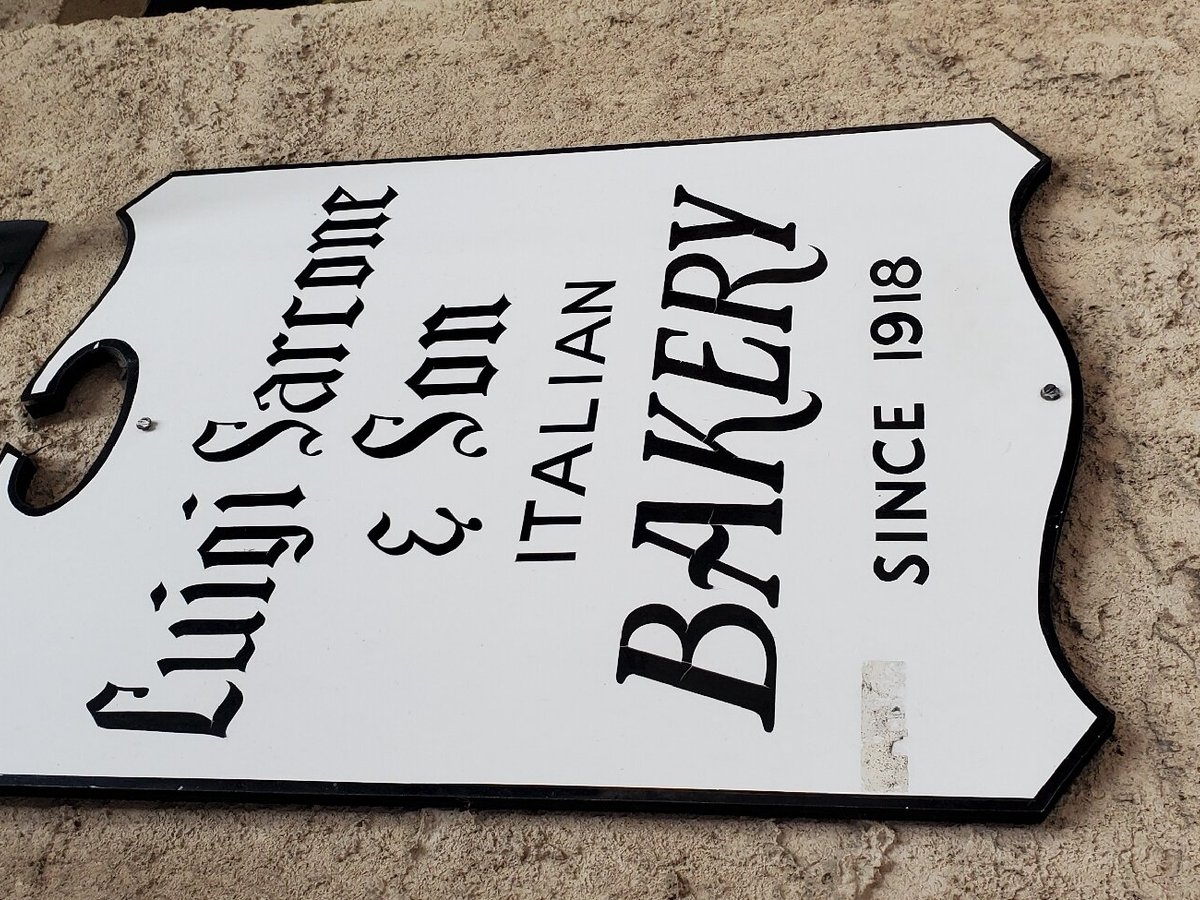 Luigi Sarcone
& Son
ITALIAN
BAKERY
SINCE 1918